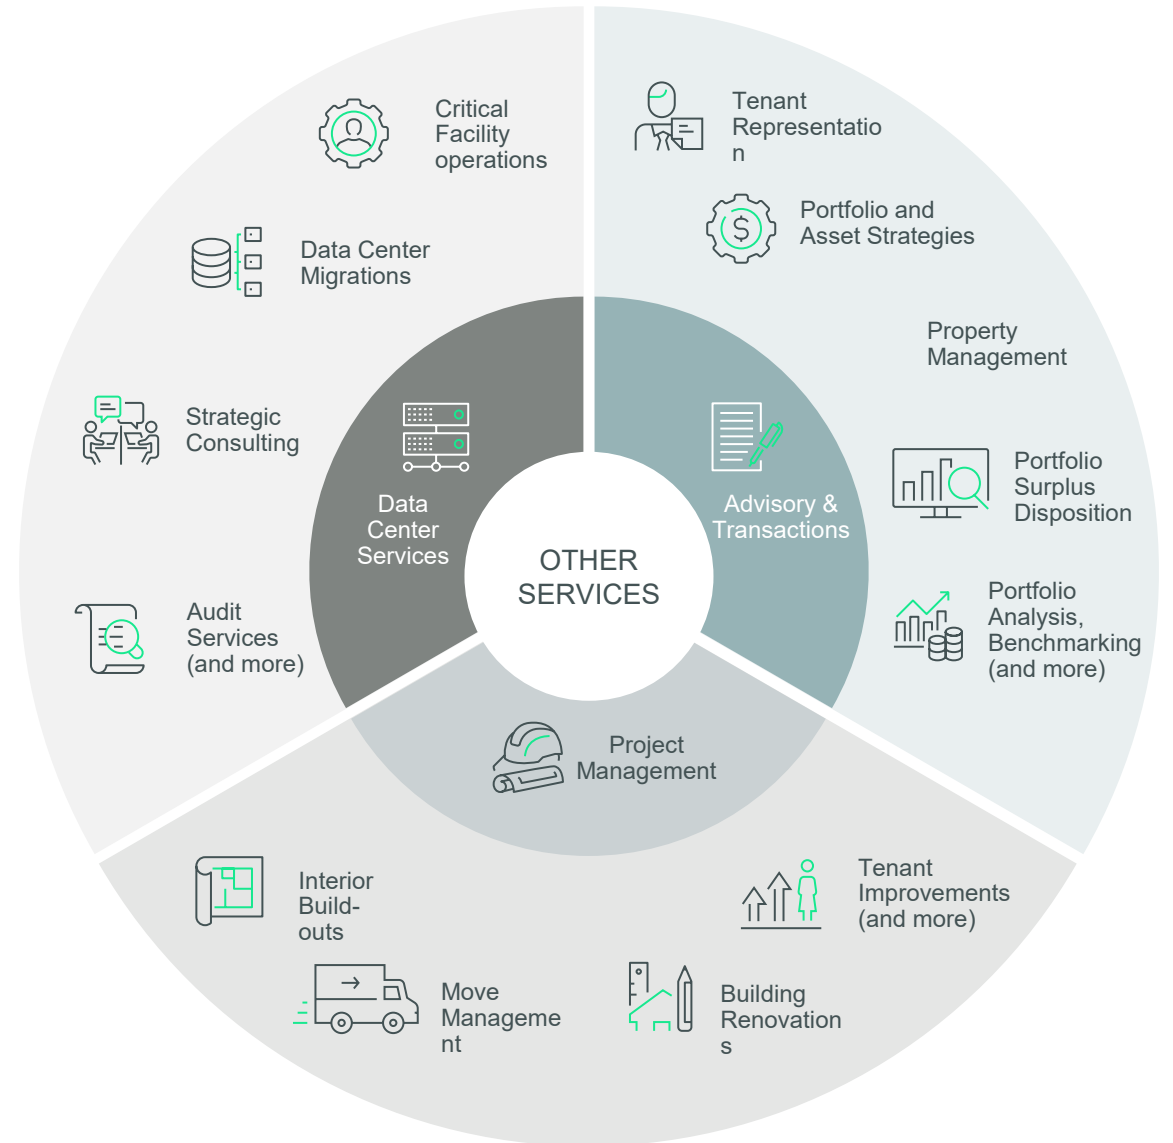 OTHER
SERVICES
Data
Center
Services
Critical
Facility
operations
Data Center
Migrations
Strategic
Consulting
Audit
Services
(and more)
Advisory &
Transactions
Tenant
Representatio
n
Portfolio and
Asset Strategies
Property
Management
Portfolio
Surplus
Disposition
Portfolio
Analysis,
Benchmarking
(and more)
Project
Management
Interior
Build-
outs
Move
Manageme
nt
Building
Renovation
s
Tenant
Improvements
(and more)